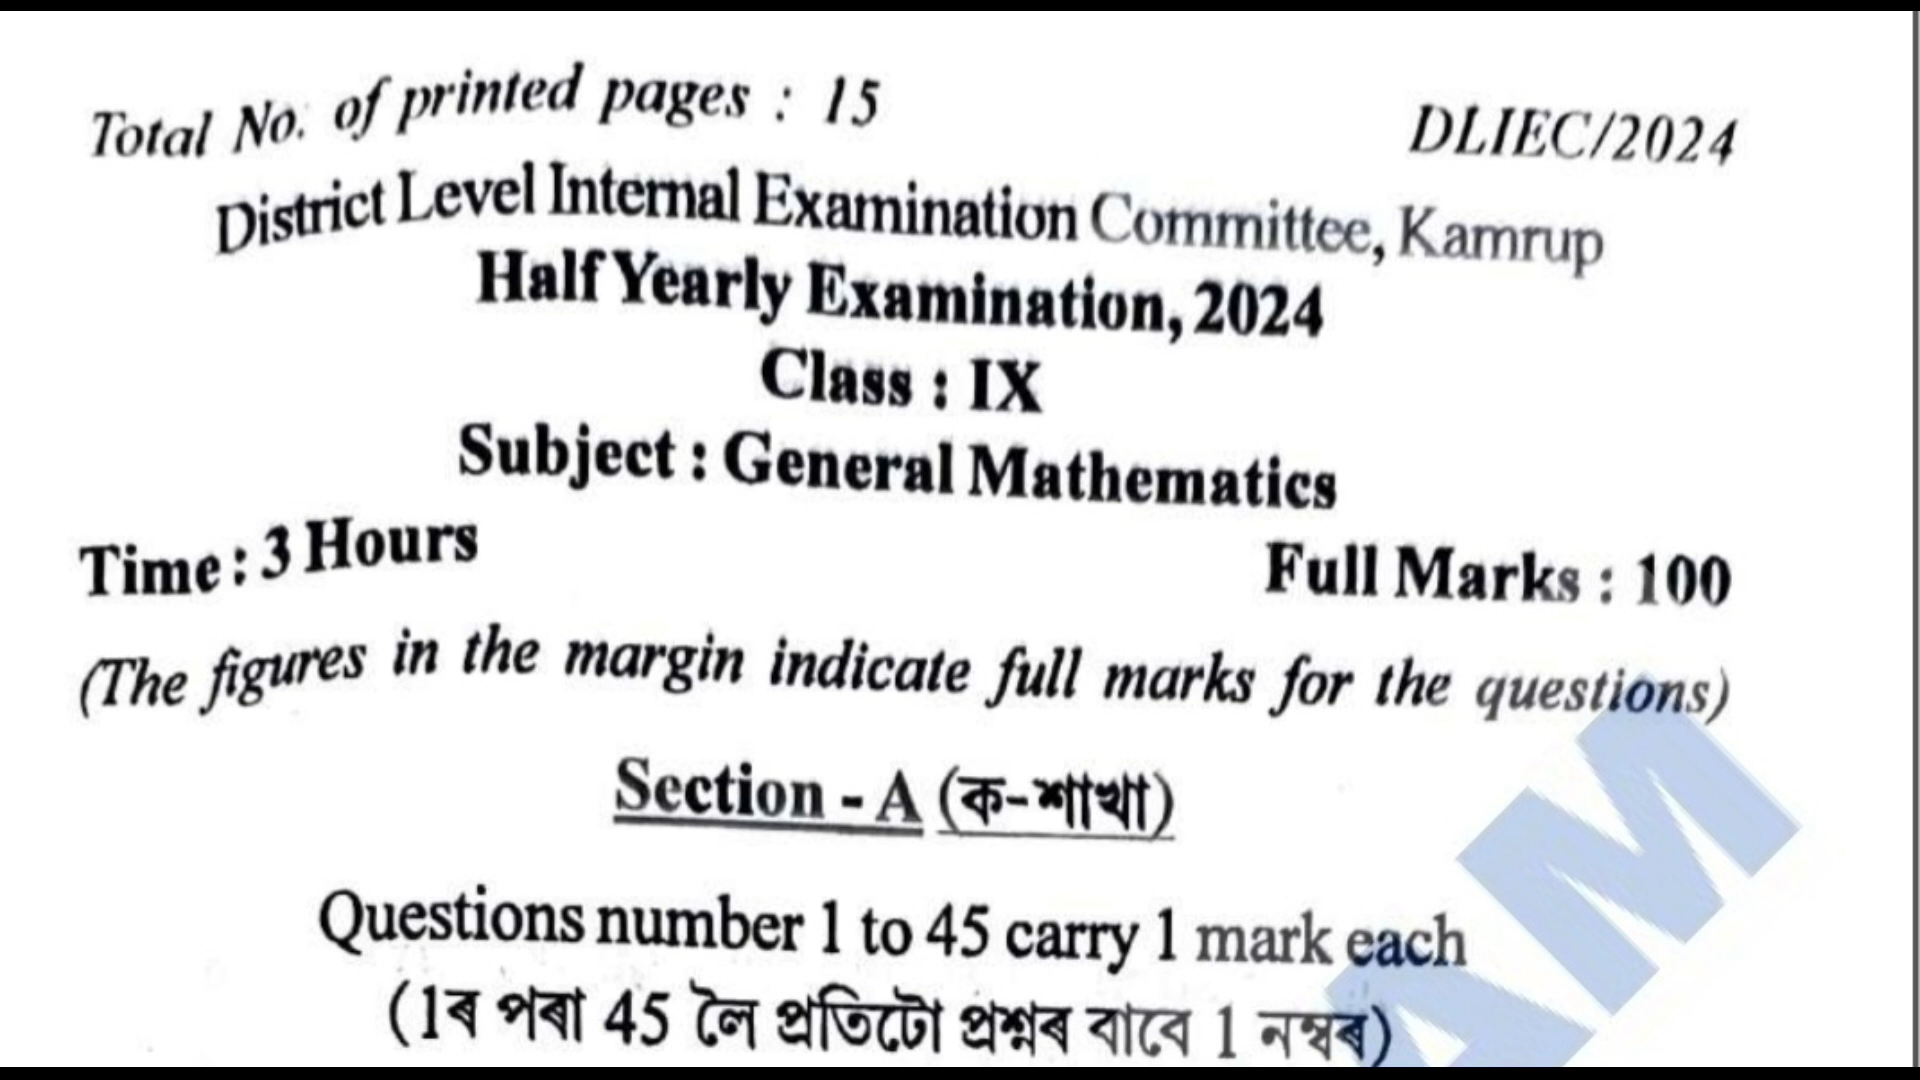 Total No. of printed pages : 15
DLIEC/2024
District Level Internal Examination Committee, Kamrup
Half Yearly Examination, 2024
Class : IX
Subject : General Mathematics
Time : 3 Hours
Full Marks : 100
(The figures in the margin indicate full marks for the questions)
Section - A (ক-শাখা)
Questions number 1 to 45 carry 1 mark each
(1ৰ পৰা 45 লৈ প্ৰতিটো প্ৰশ্নৰ বাবে 1 নম্বৰ)
AM